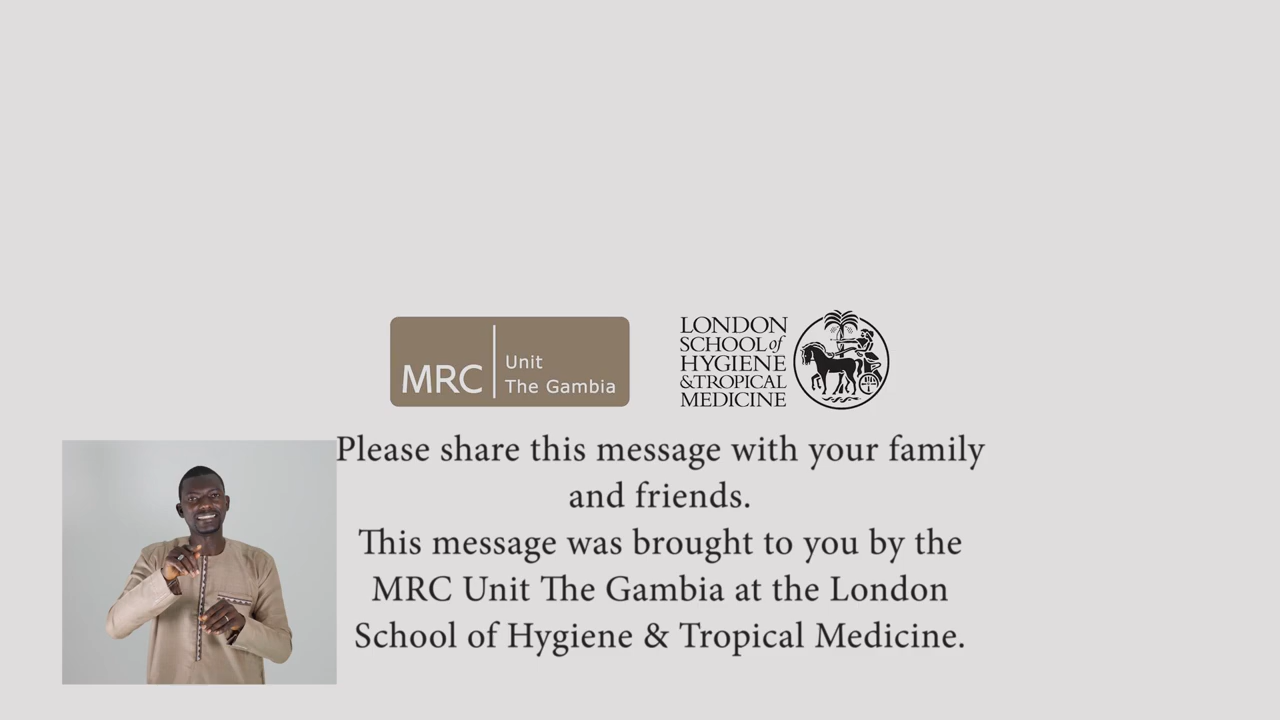 MRC
Unit
The Gambia
LONDON
SCHOOL of
HYGIENE
&TROPICAL
MEDICINE
Please share this message with your family
and friends.
This message was brought to you by the
MRC Unit The Gambia at the London
School of Hygiene & Tropical Medicine.